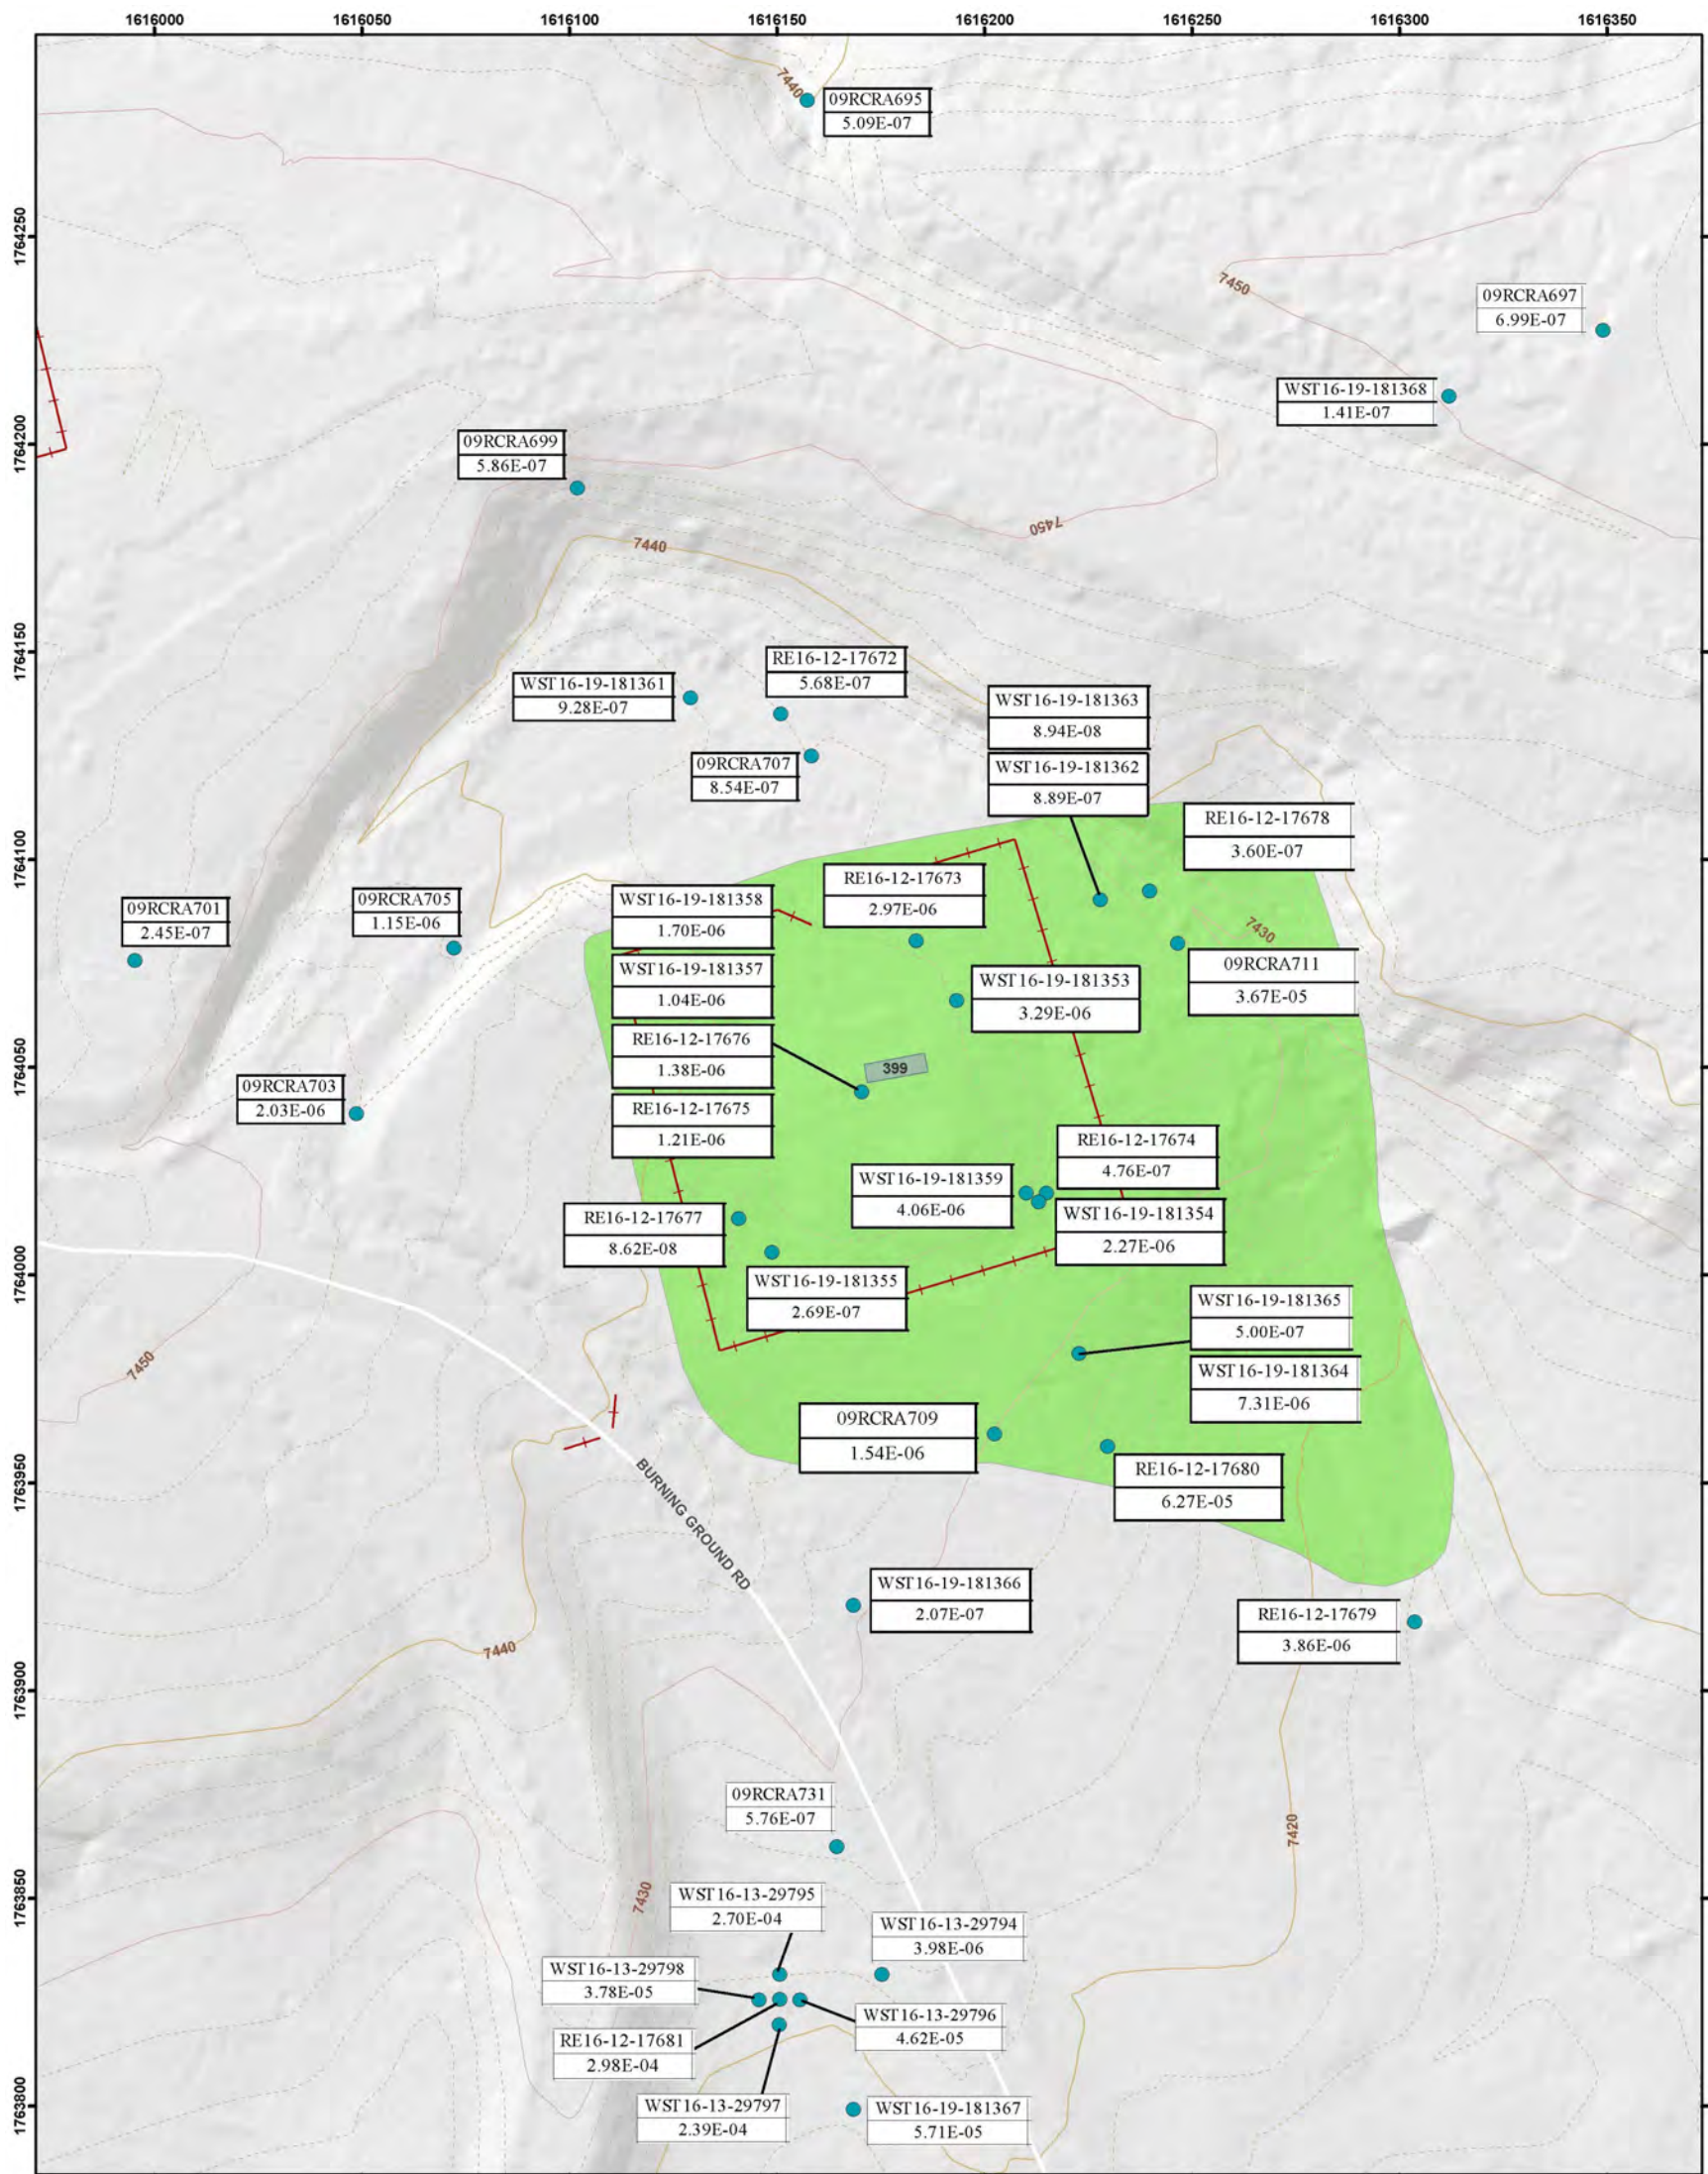 1616000 1616050 1616100 1616150 1616200 1616250 1616300 1616350
7440
09RCRA695
5.09E-07
1764250
7450
09RCRA697
6.99E-07
WST16-19-181368
1.41E-07
1764200
09RCRA699
5.86E-07
7450
7440
1764150
RE16-12-17672
5.68E-07
WST16-19-181361
9.28E-07
WST16-19-181363
8.94E-08
09RCRA707
8.54E-07
WST16-19-181362
8.89E-07
RE16-12-17678
3.60E-07
1764100
RE16-12-17673
2.97E-06
WST16-19-181358
1.70E-06
09RCRA705
1.15E-06
09RCRA701
2.45E-07
7430
09RCRA711
3.67E-05
WST16-19-181357
1.04E-06
WST16-19-181353
3.29E-06
RE16-12-17676
1.38E-06
1764050
399
09RCRA703
2.03E-06
RE16-12-17675
1.21E-06
RE16-12-17674
4.76E-07
WST16-19-181359
4.06E-06
RE16-12-17677
8.62E-08
WST16-19-181354
2.27E-06
1764000
WST16-19-181355
2.69E-07
WST16-19-181365
5.00E-07
7450
WST16-19-181364
7.31E-06
09RCRA709
1.54E-06
1763950
RE16-12-17680
6.27E-05
BURNING GROUND RD
WST16-19-181366
2.07E-07
RE16-12-17679
3.86E-06
7440
1763900
09RCRA731
5.76E-07
7420
1763850
7430
WST16-13-29795
2.70E-04
WST16-13-29794
3.98E-06
WST16-13-29798
3.78E-05
WST16-13-29796
4.62E-05
RE16-12-17681
2.98E-04
1763800
WST16-13-29797
2.39E-04
WST16-19-181367
5.71E-05